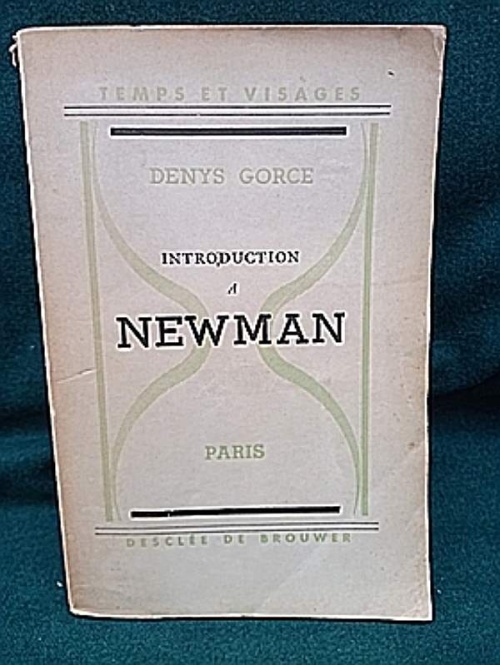 TEMPS ET VISAGES
DENYS GORCE
INTRODUCTION
A
NEWMAN
PARIS
DESCLÉE DE BROUWER